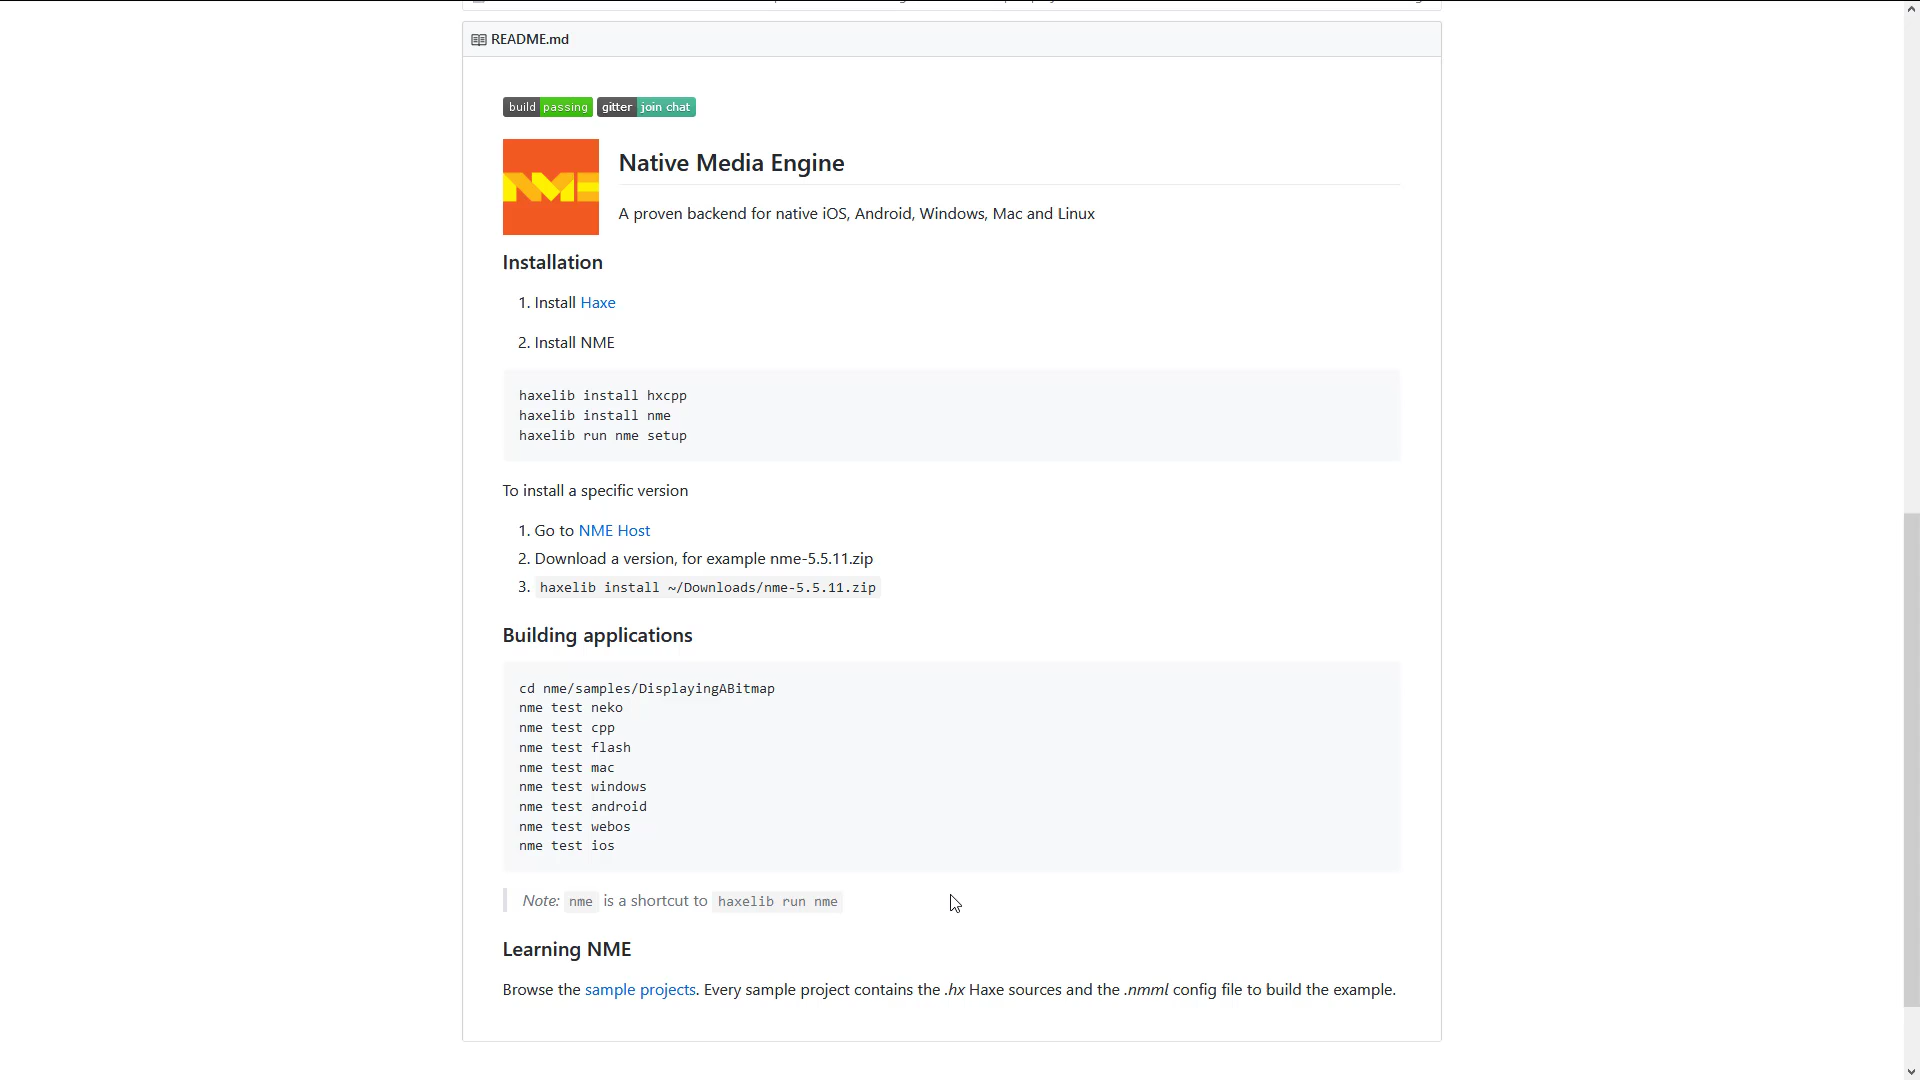 README.md
build passing gitter join chat
NME
Native Media Engine
A proven backend for native iOS, Android, Windows, Mac and Linux
Installation
1. Install Haxe
2. Install NME
haxelib install hxcpp
haxelib install nme
haxelib run nme setup
To install a specific version
1. Go to NME Host
2. Download a version, for example nme-5.5.11.zip
3. haxelib install ~/Downloads/nme-5.5.11.zip
Building applications
cd nme/samples/DisplayingABitmap
nme test neko
nme test cpp
nme test flash
nme test mac
nme test windows
nme test android
nme test webos
nme test ios
Note: nme is a shortcut to haxelib run nme
Learning NME
Browse the sample projects. Every sample project contains the .hx Haxe sources and the .nmml config file to build the example.